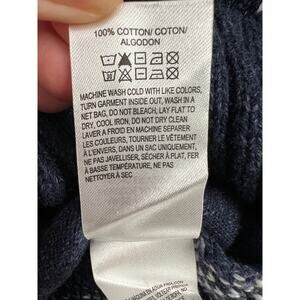 100% COTTON/ COTON/
ALGODON
MACHINE WASH COLD WITH LIKE COLORS,
TURN GARMENT INSIDE OUT, WASH IN A
NET BAG, DO NOT BLEACH, LAY FLAT TO
DRY, COOL IRON, DO NOT DRY CLEAN
LAVER A FROID EN MACHINE SÉPARER
LES COULEURS, TOURNER LE VÊTEMENT
À L'ENVERS, DANS UN SAC UNIQUEMENT,
NE PAS JAVELLISER, SÉCHER À PLAT, FER
À BASSE TEMPÉRATURE, NE PAS
NETTOYER À SEC